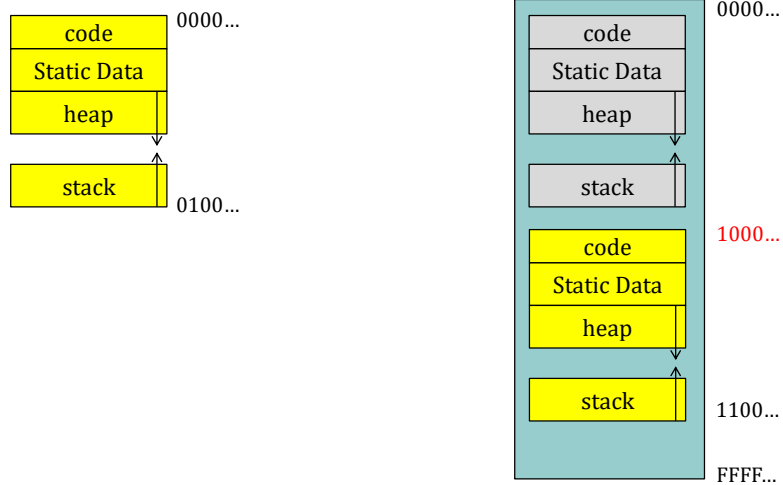 code
0000...
Static Data
heap
stack
0100...
0000...
code
Static Data
heap
stack
1000...
code
Static Data
heap
stack
1100...
FFFF...